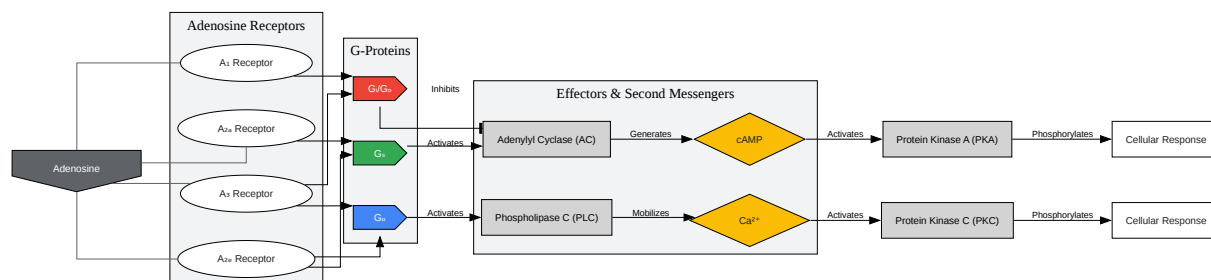 Adenosine Receptors
G-Proteins
Effectors & Second Messengers
Adenosine
A₁ Receptor
A₂ₐ Receptor
A₃ Receptor
A₂ₑ Receptor
Gᵢ/Gₒ
Gₛ
Gₒ
Inhibits
Activates
Adenylyl Cyclase (AC)
Generates
cAMP
Activates
Protein Kinase A (PKA)
Phosphorylates
Cellular Response
Activates
Phospholipase C (PLC)
Mobilizes
Ca²⁺
Activates
Protein Kinase C (PKC)
Phosphorylates
Cellular Response